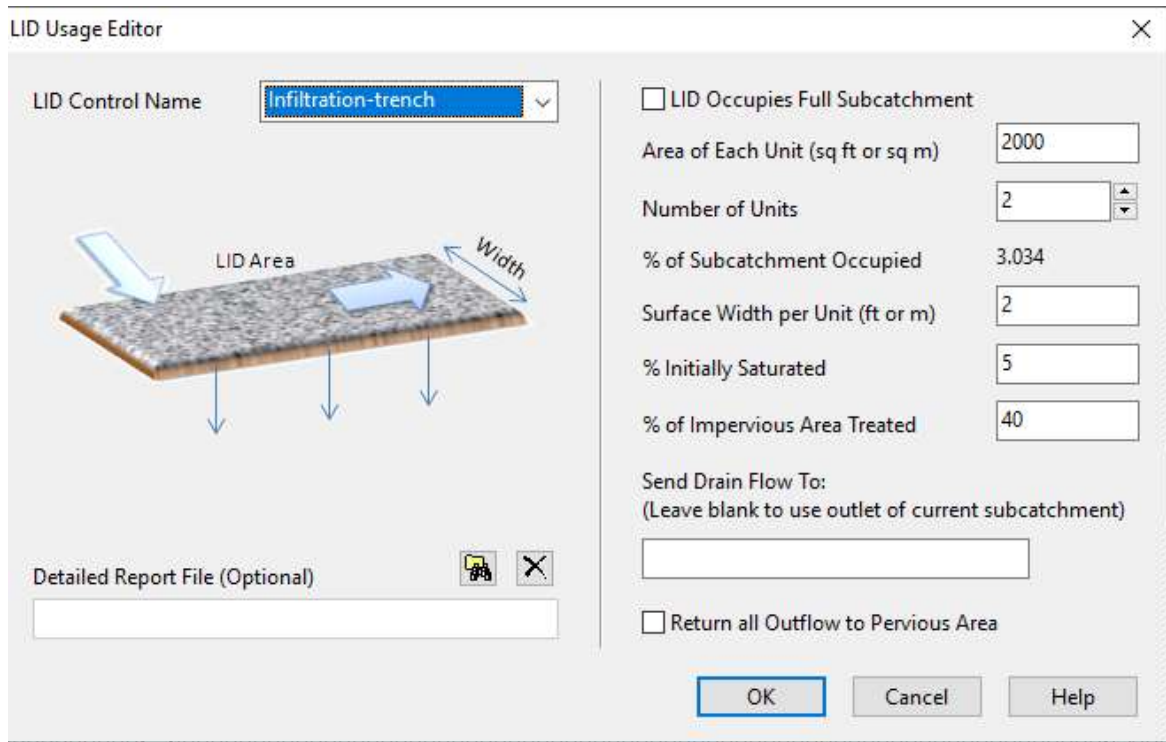 LID Usage Editor
LID Control Name
Infiltration-trench
LID Area
Width
Detailed Report File (Optional)
LID Occupies Full Subcatchment
Area of Each Unit (sq ft or sq m)
2000
Number of Units
2
% of Subcatchment Occupied
3.034
Surface Width per Unit (ft or m)
2
% Initially Saturated
5
% of Impervious Area Treated
40
Send Drain Flow To:
(Leave blank to use outlet of current subcatchment)
Return all Outflow to Pervious Area
OK
Cancel
Help